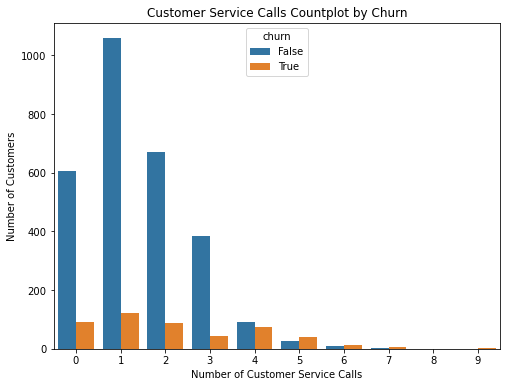 Customer Service Calls Countplot by Churn
churn
False
True
1000
800
600
400
200
0
Number of Customers
0 1 2 3 4 5 6 7 8 9
Number of Customer Service Calls